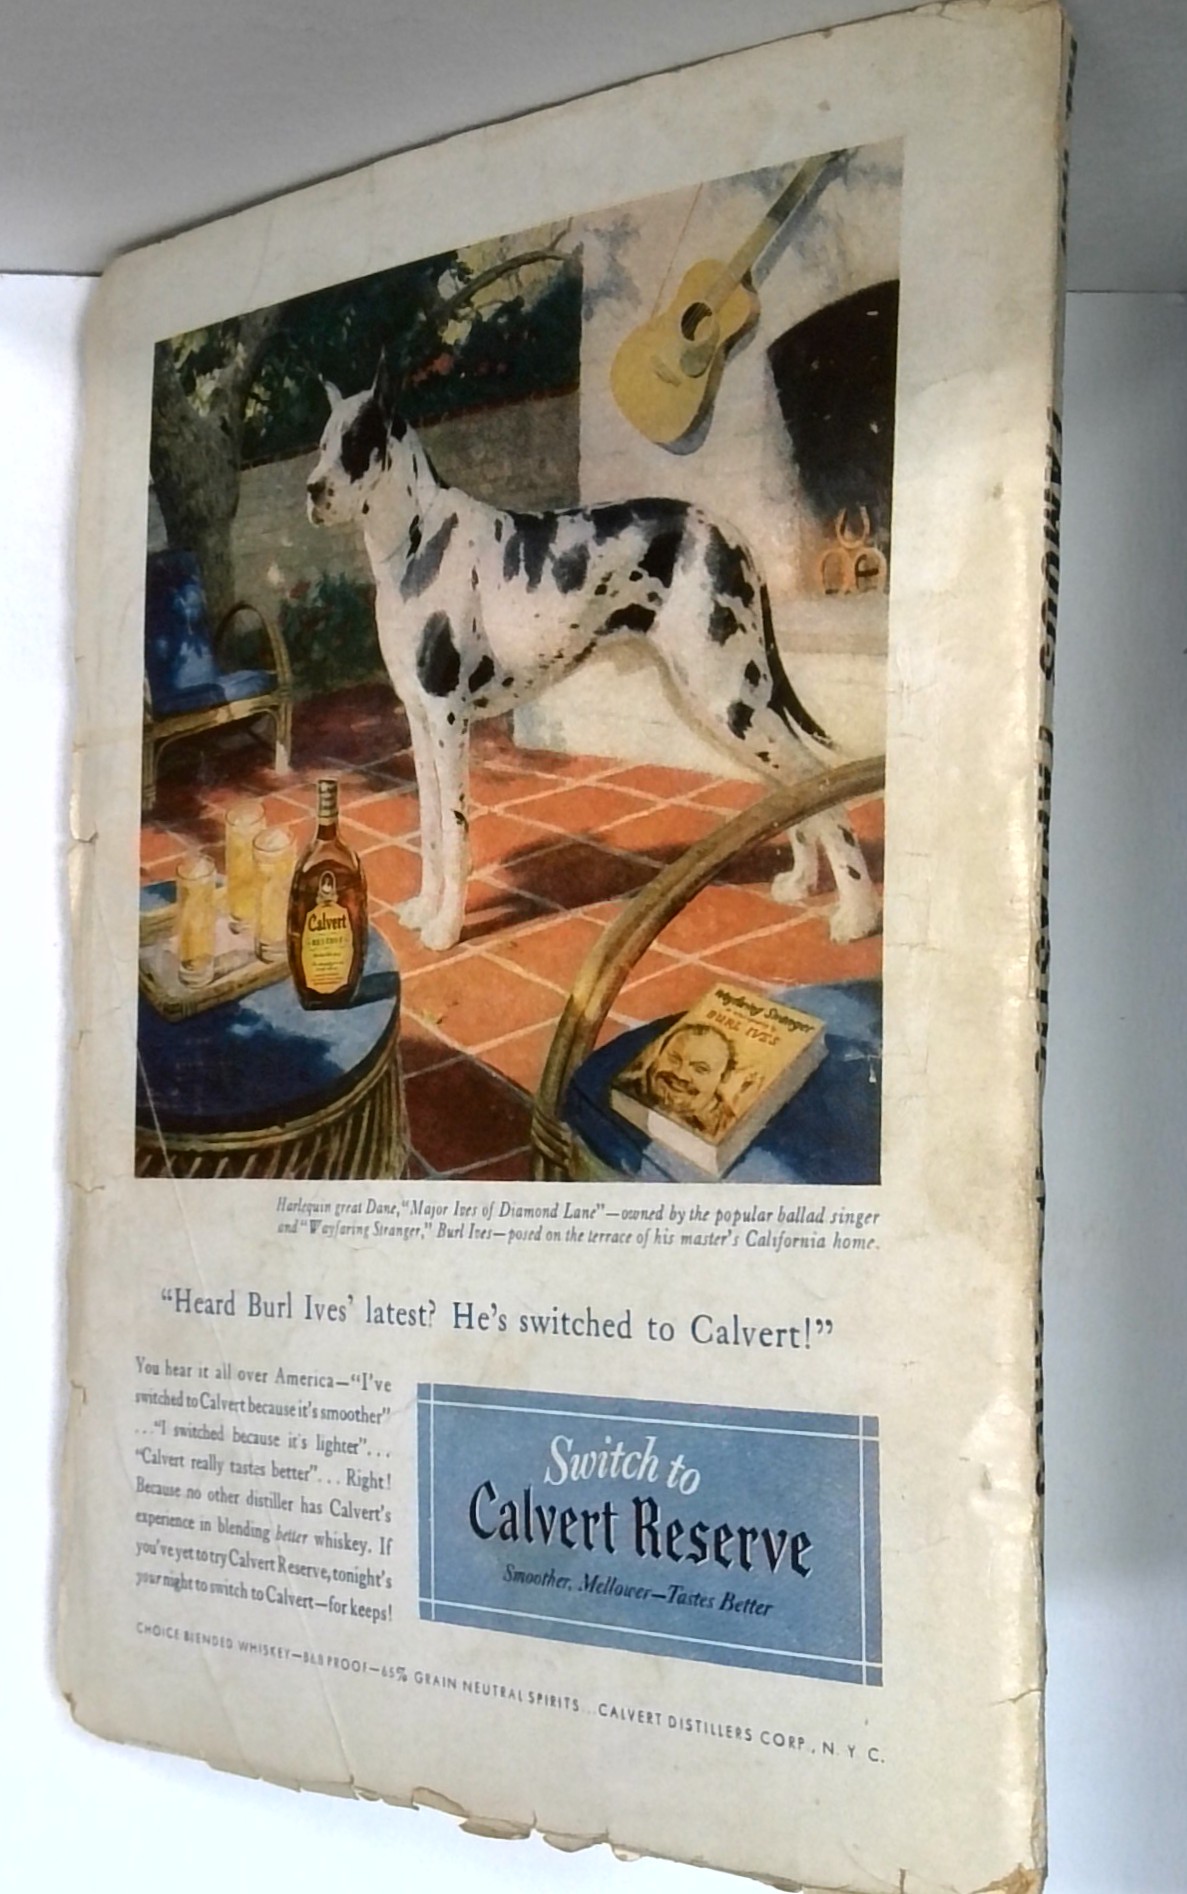 Calvert
RESERVE
Wayfaring Stranger
BURL IVES
Harlequin great Dane, "Major Ives of Diamond Lane"—owned by the popular ballad singer
and "Wayfaring Stranger," Burl Ives—posed on the terrace of his master's California home.
"Heard Burl Ives' latest? He's switched to Calvert!"
You hear it all over America—"I've
switched to Calvert because it's smoother"
..."I switched because it's lighter"...
"Calvert really tastes better"... Right!
Because no other distiller has Calvert's
experience in blending better whiskey. If
you've yet to try Calvert Reserve, tonight's
your night to switch to Calvert—for keeps!
Switch to
Calvert Reserve
Smoother, Mellower—Tastes Better
CHOICE BLENDED WHISKEY—86.8 PROOF—65% GRAIN NEUTRAL SPIRITS...CALVERT DISTILLERS CORP., N. Y. C.
FAMOUS